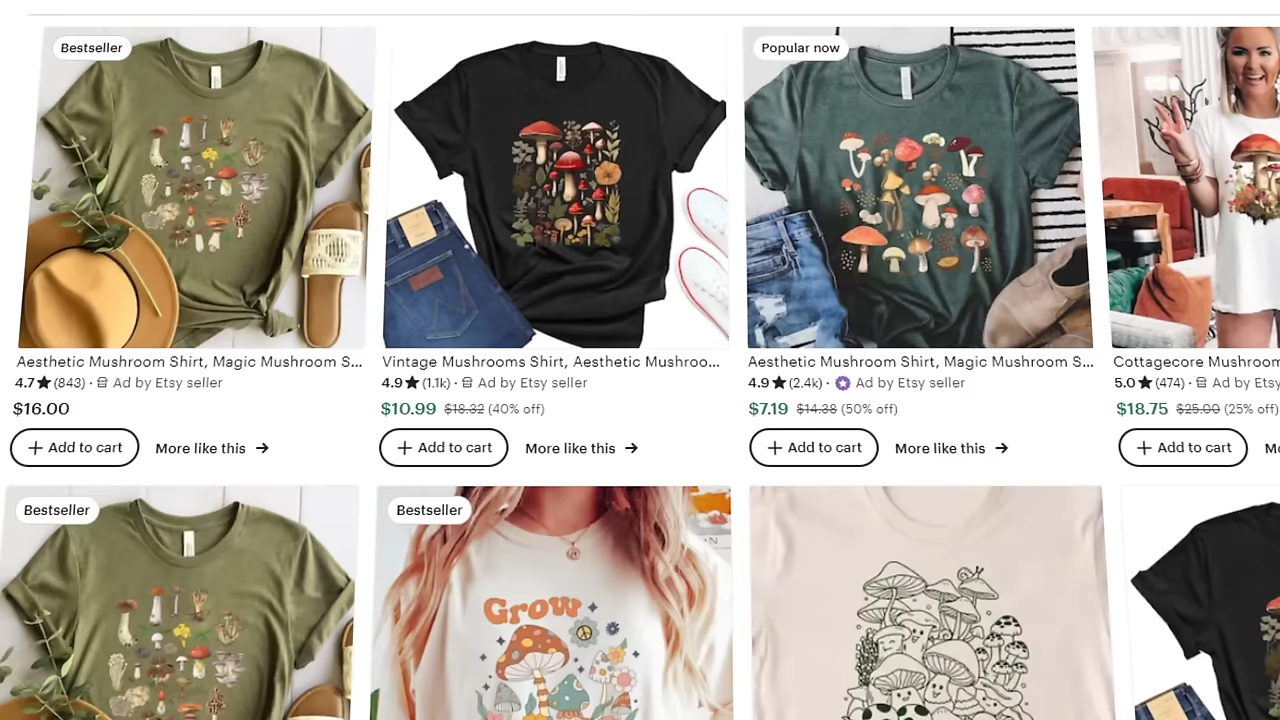 Bestseller
Popular now
Aesthetic Mushroom Shirt, Magic Mushroom S...
4.7 (843) · Ad by Etsy seller
$16.00
+ Add to cart More like this →
Vintage Mushrooms Shirt, Aesthetic Mushroo...
4.9 (1.1k) · Ad by Etsy seller
$10.99 $18.32 (40% off)
+ Add to cart More like this →
Aesthetic Mushroom Shirt, Magic Mushroom S...
4.9 (2.4k) · Ad by Etsy seller
$7.19 $14.38 (50% off)
+ Add to cart More like this →
Cottagecore Mushroom
5.0 (474) · Ad by Etsy
$18.75 $25.00 (25% off)
+ Add to cart Mo
Bestseller
Bestseller
Grow